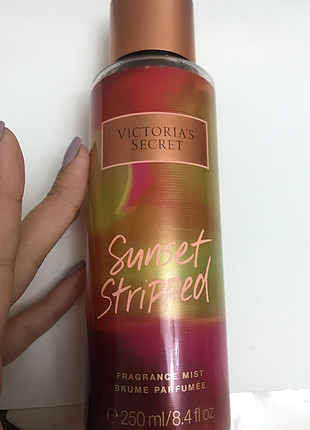 VICTORIA'S
SECRET
Sunset
Stripped
FRAGRANCE MIST
BRUME PARFUMÉE
℮ 250 ml/8.4 fl oz